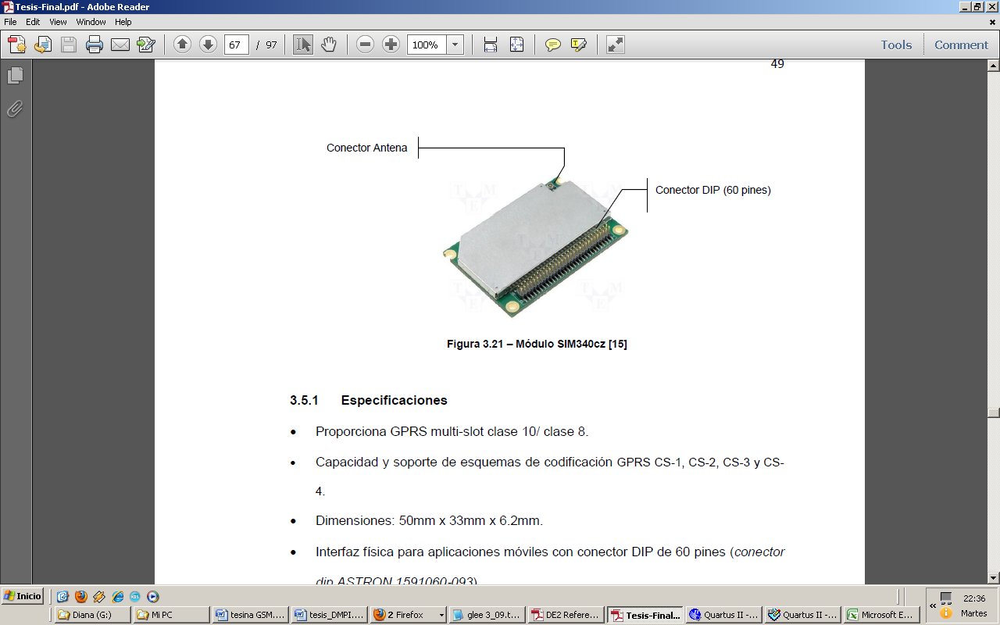 Tesis-Final.pdf - Adobe Reader
File Edit View Window Help
67 / 97 100% Tools Comment
49
Conector Antena
Conector DIP (60 pines)
T M E
T M E
T M E
T M E
Figura 3.21 – Módulo SIM340cz [15]
3.5.1 Especificaciones
• Proporciona GPRS multi-slot clase 10/ clase 8.
• Capacidad y soporte de esquemas de codificación GPRS CS-1, CS-2, CS-3 y CS-
4.
• Dimensiones: 50mm x 33mm x 6.2mm.
• Interfaz física para aplicaciones móviles con conector DIP de 60 pines (conector
dip ASTRON 1591060-093)
Inicio
22:36
Diana (G:) Mi PC tesina GSM.... tesis_DMPI.... 2 Firefox glee 3_09.t... DE2 Refere... Tesis-Final... Quartus II -... Quartus II -... Microsoft E...
Martes